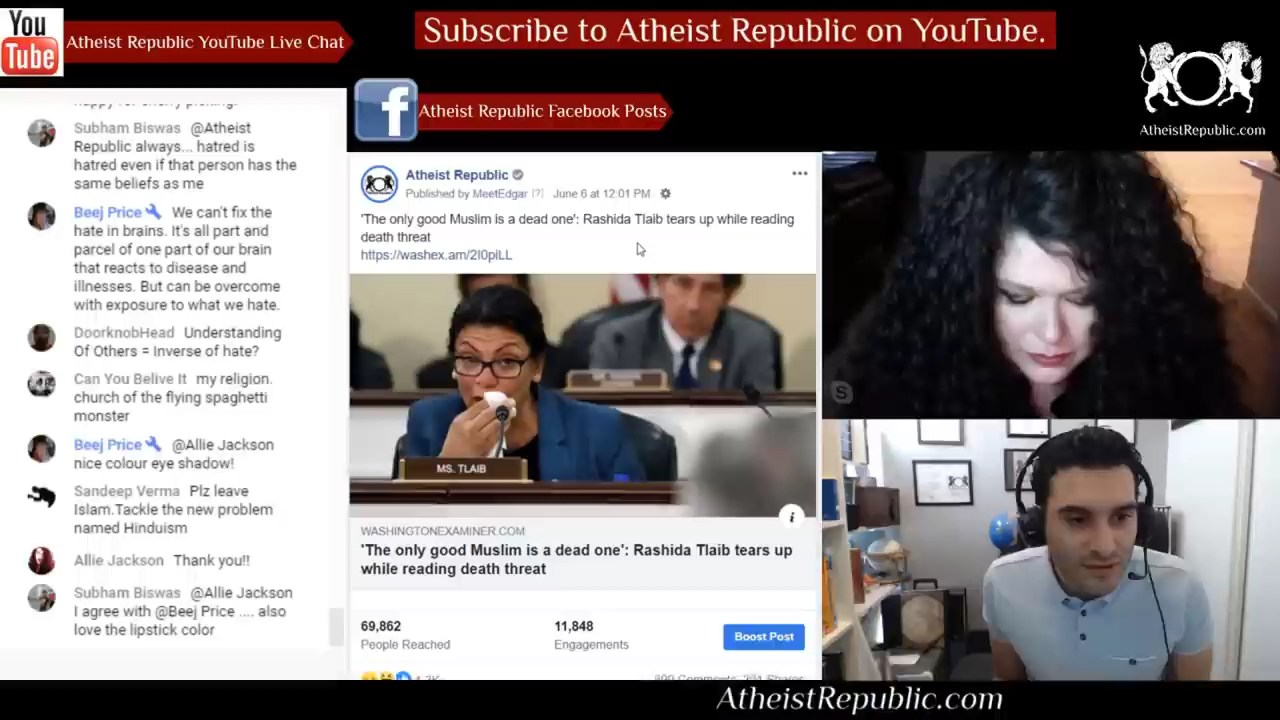 You
Tube
Atheist Republic YouTube Live Chat
Subscribe to Atheist Republic on YouTube.
AtheistRepublic.com
f
Atheist Republic Facebook Posts
Subham Biswas @Atheist
Republic always... hatred is
hatred even if that person has the
same beliefs as me
Beej Price We can't fix the
hate in brains. It's all part and
parcel of one part of our brain
that reacts to disease and
illnesses. But can be overcome
with exposure to what we hate.
DoorknobHead Understanding
Of Others = Inverse of hate?
Can You Belive It my religion.
church of the flying spaghetti
monster
Beej Price @Allie Jackson
nice colour eye shadow!
Sandeep Verma Plz leave
Islam.Tackle the new problem
named Hinduism
Allie Jackson Thank you!!
Subham Biswas @Allie Jackson
I agree with @Beej Price .... also
love the lipstick color
Atheist Republic
Published by MeetEdgar [?] June 6 at 12:01 PM
'The only good Muslim is a dead one': Rashida Tlaib tears up while reading
death threat
https://washex.am/2I0piLL
MS. TLAIB
i
WASHINGTONEXAMINER.COM
'The only good Muslim is a dead one': Rashida Tlaib tears up
while reading death threat
69,862
People Reached
11,848
Engagements
Boost Post
S
AtheistRepublic.com